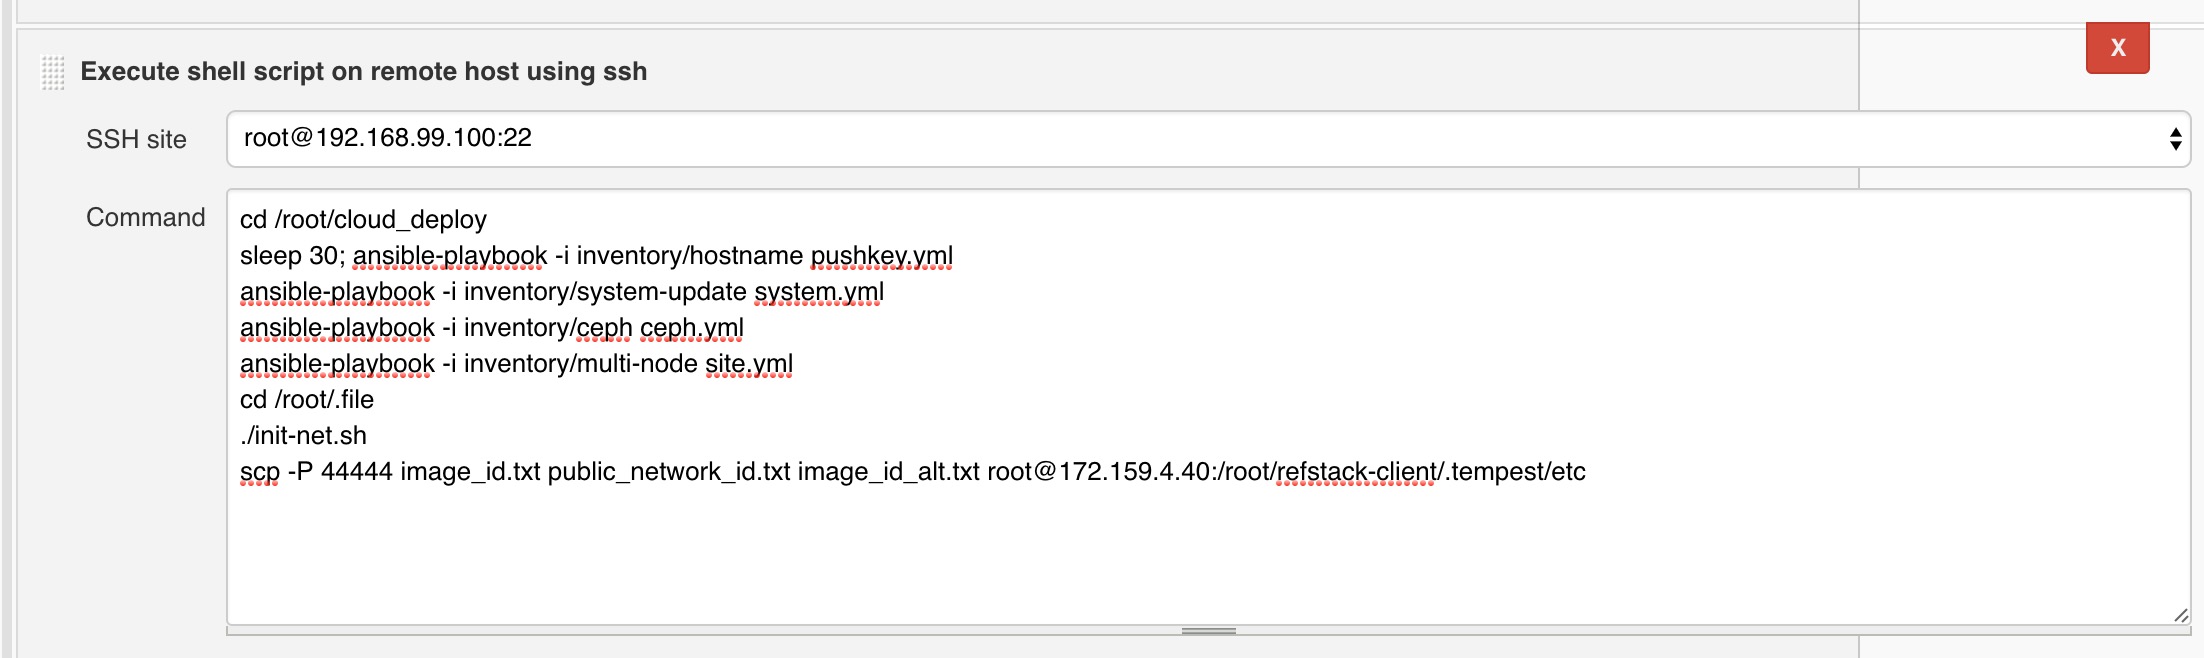 X
Execute shell script on remote host using ssh
SSH site
root@192.168.99.100:22
Command
cd /root/cloud_deploy
sleep 30; ansible-playbook -i inventory/hostname pushkey.yml
ansible-playbook -i inventory/system-update system.yml
ansible-playbook -i inventory/ceph ceph.yml
ansible-playbook -i inventory/multi-node site.yml
cd /root/.file
./init-net.sh
scp -P 44444 image_id.txt public_network_id.txt image_id_alt.txt root@172.159.4.40:/root/refstack-client/.tempest/etc